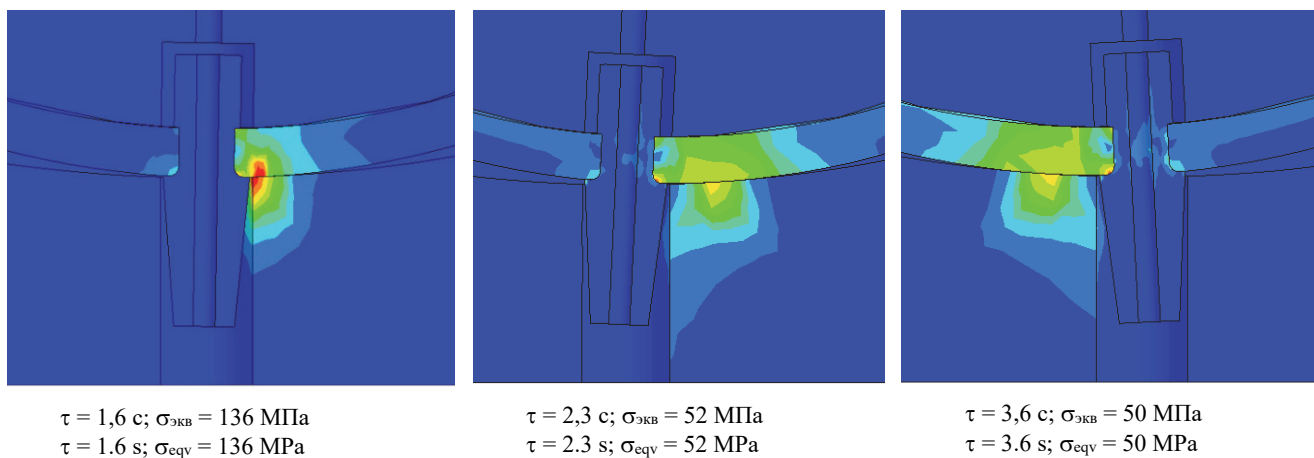 τ = 1,6 с; σэкв = 136 МПа
τ = 1.6 s; σeqv = 136 MPa
τ = 2,3 с; σэкв = 52 МПа
τ = 2.3 s; σeqv = 52 MPa
τ = 3,6 с; σэкв = 50 МПа
τ = 3.6 s; σeqv = 50 MPa